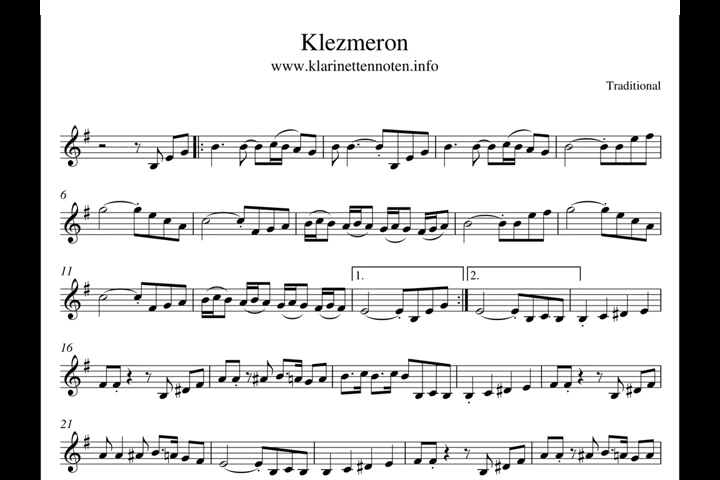 Klezmeron
www.klarinettennoten.info
Traditional
6
11
1.
2.
16
21